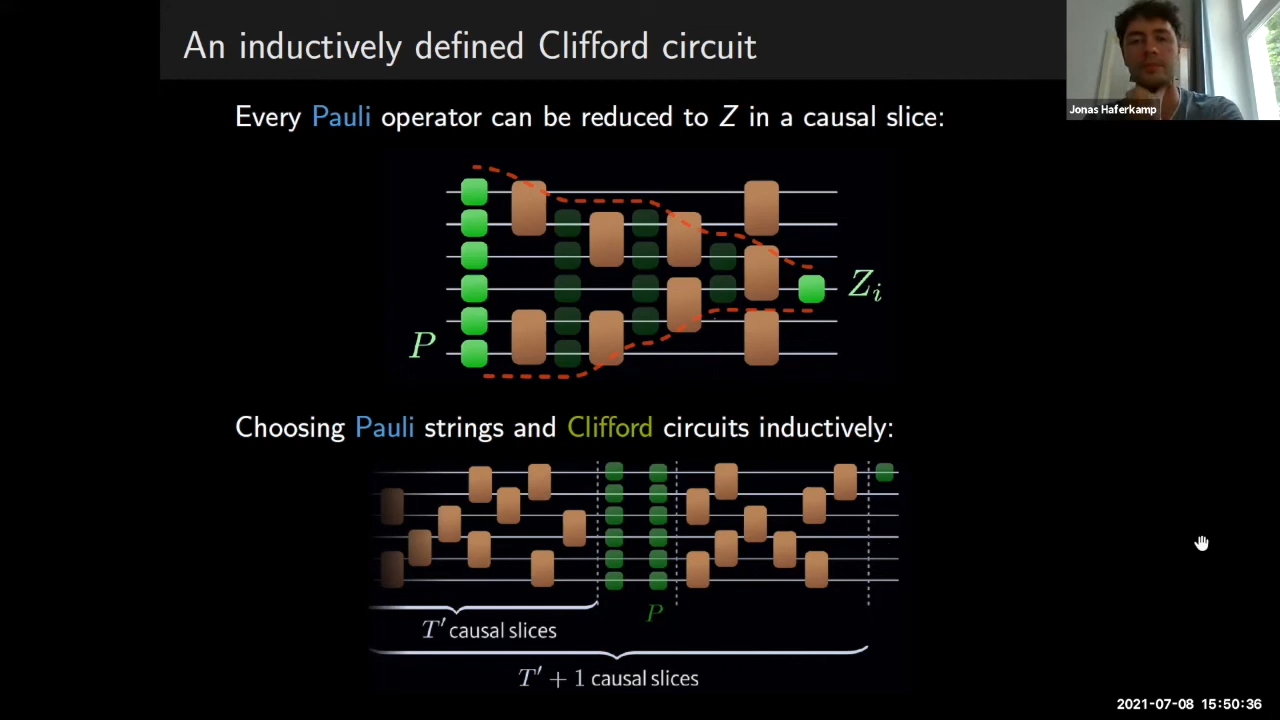 An inductively defined Clifford circuit
Jonas Haferkamp
Every Pauli operator can be reduced to Z in a causal slice:
Z_i
P
Choosing Pauli strings and Clifford circuits inductively:
P
T′ causal slices
T′ + 1 causal slices
2021-07-08 15:50:36